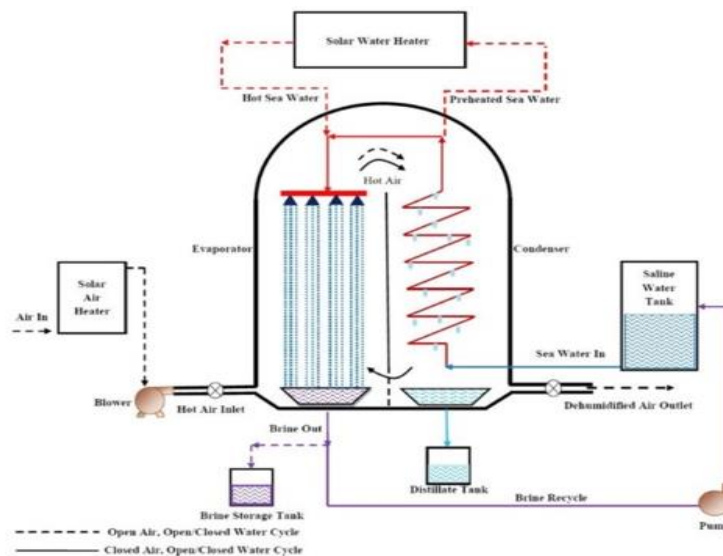 Solar Water Heater
Hot Sea Water
Preheated Sea Water
Hot Air
Evaporator
Condenser
Solar
Air
Heater
Air In
Saline
Water
Tank
Sea Water In
Blower
Hot Air Inlet
Dehumidified Air Outlet
Brine Out
Distillate Tank
Brine Recycle
Brine Storage Tank
Pum
Open Air, Open/Closed Water Cycle
Closed Air, Open/Closed Water Cycle